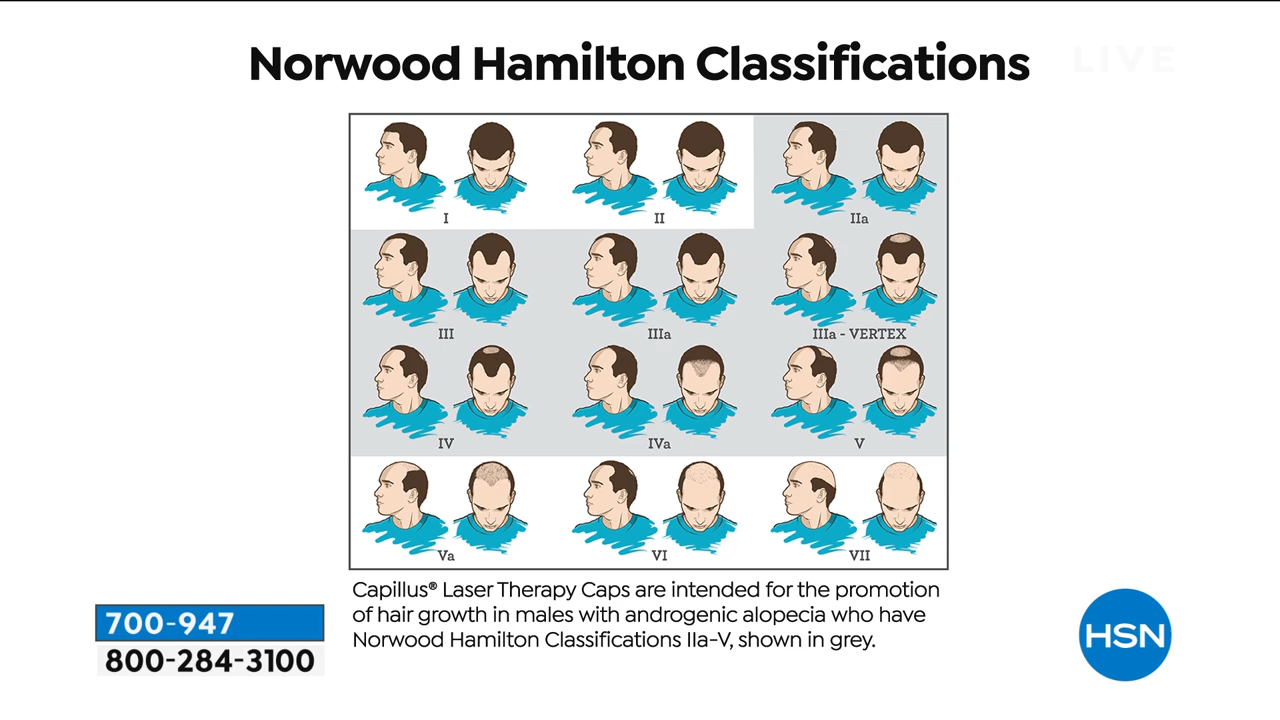 Norwood Hamilton Classifications
LIVE
I
II
IIa
III
IIIa
IIIa - VERTEX
IV
IVa
V
Va
VI
VII
Capillus® Laser Therapy Caps are intended for the promotion
of hair growth in males with androgenic alopecia who have
Norwood Hamilton Classifications IIa-V, shown in grey.
700-947
800-284-3100
HSN